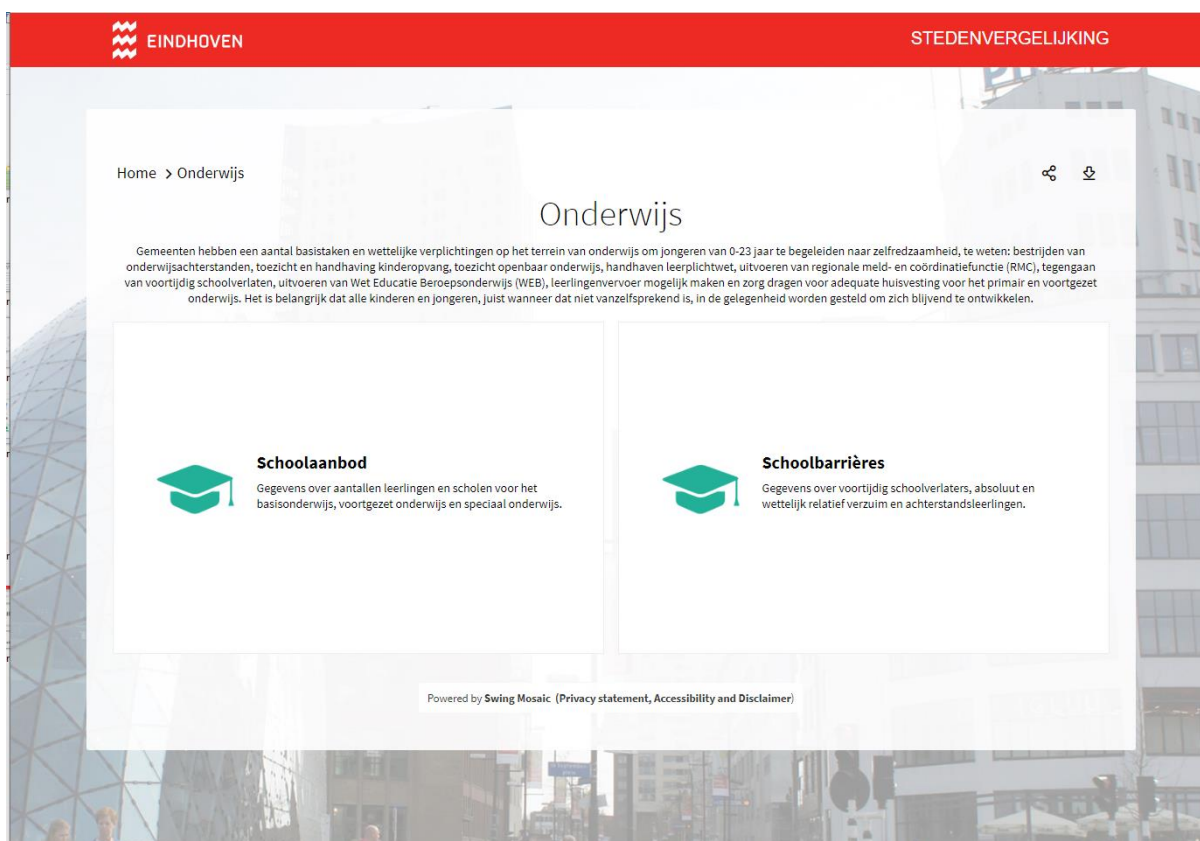 EINDHOVEN
STEDENVERGELIJKING
Home > Onderwijs
Onderwijs
Gemeenten hebben een aantal basistaken en wettelijke verplichtingen op het terrein van onderwijs om jongeren van 0-23 jaar te begeleiden naar zelfredzaamheid, te weten: bestrijden van
onderwijsachterstanden, toezicht en handhaving kinderopvang, toezicht openbaar onderwijs, handhaven leerplichtwet, uitvoeren van regionale meld- en coördinatiefunctie (RMC), tegengaan
van voortijdig schoolverlaten, uitvoeren van Wet Educatie Beroepsonderwijs (WEB), leerlingenvervoer mogelijk maken en zorg dragen voor adequate huisvesting voor het primair en voortgezet
onderwijs. Het is belangrijk dat alle kinderen en jongeren, juist wanneer dat niet vanzelfsprekend is, in de gelegenheid worden gesteld om zich blijvend te ontwikkelen.
Schoolaanbod
Gegevens over aantallen leerlingen en scholen voor het
basisonderwijs, voortgezet onderwijs en speciaal onderwijs.
Schoolbarrières
Gegevens over voortijdig schoolverlaters, absoluut en
wettelijk relatief verzuim en achterstandsleerlingen.
Powered by Swing Mosaic (Privacy statement, Accessibility and Disclaimer)